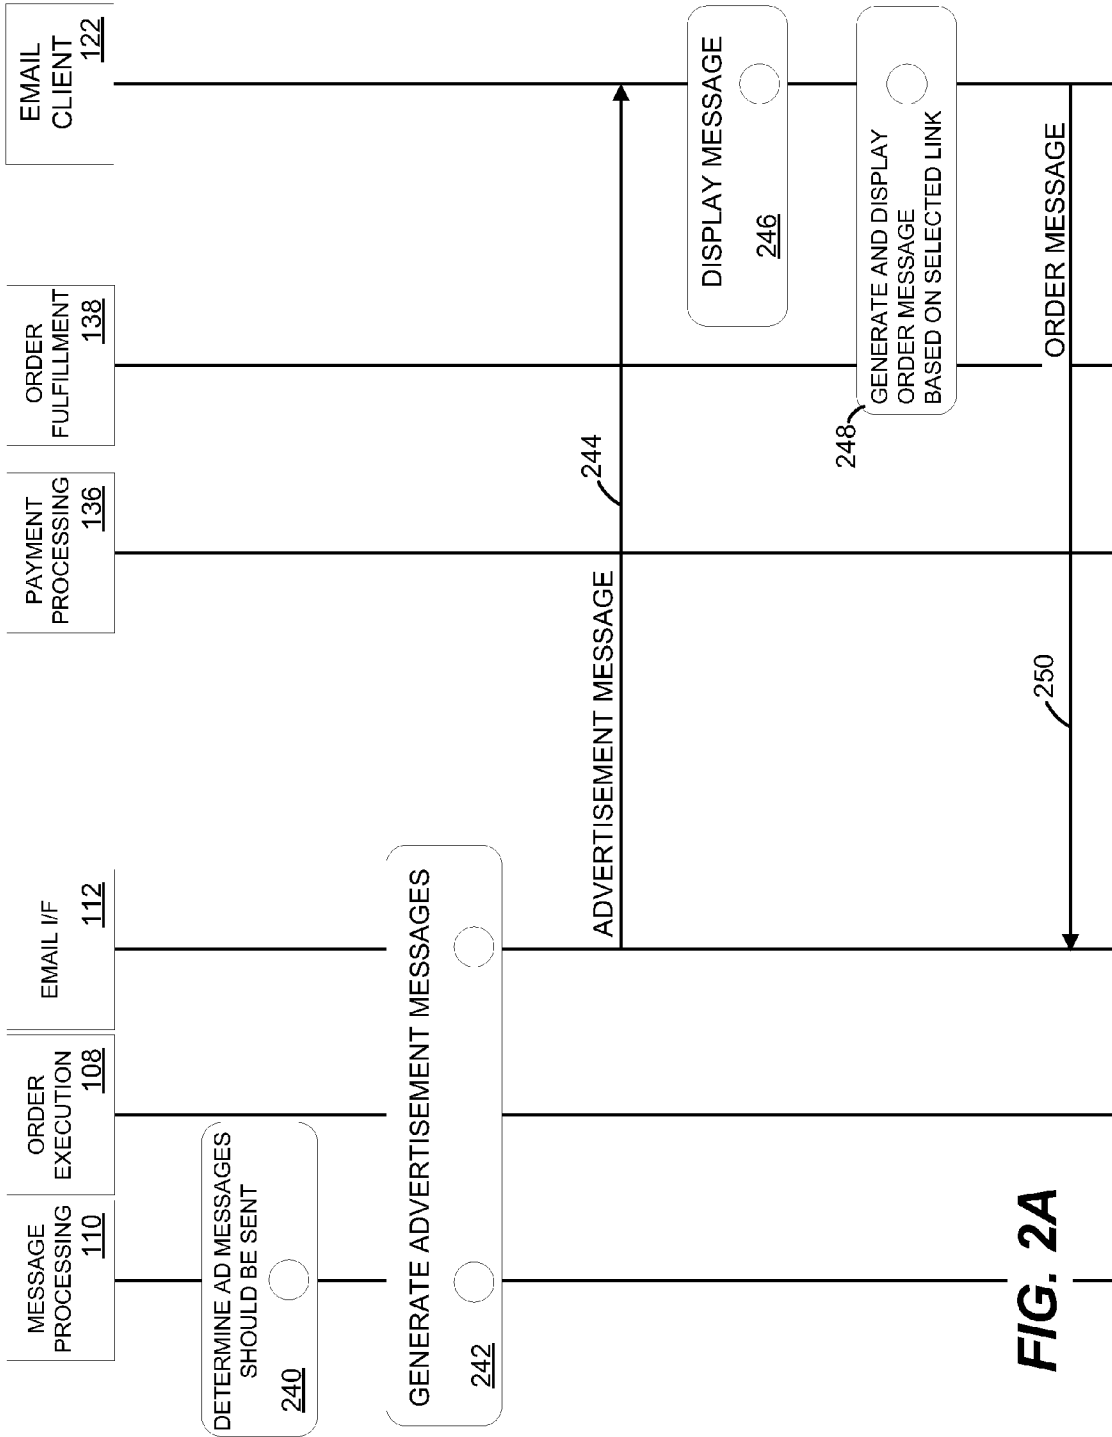 MESSAGE
PROCESSING
110
ORDER
EXECUTION
108
EMAIL I/F
112
PAYMENT
PROCESSING
136
ORDER
FULFILLMENT
138
EMAIL
CLIENT
122
DETERMINE AD MESSAGES
SHOULD BE SENT
240
GENERATE ADVERTISEMENT MESSAGES
242
ADVERTISEMENT MESSAGE
244
DISPLAY MESSAGE
246
248
GENERATE AND DISPLAY
ORDER MESSAGE
BASED ON SELECTED LINK
250
ORDER MESSAGE
FIG. 2A